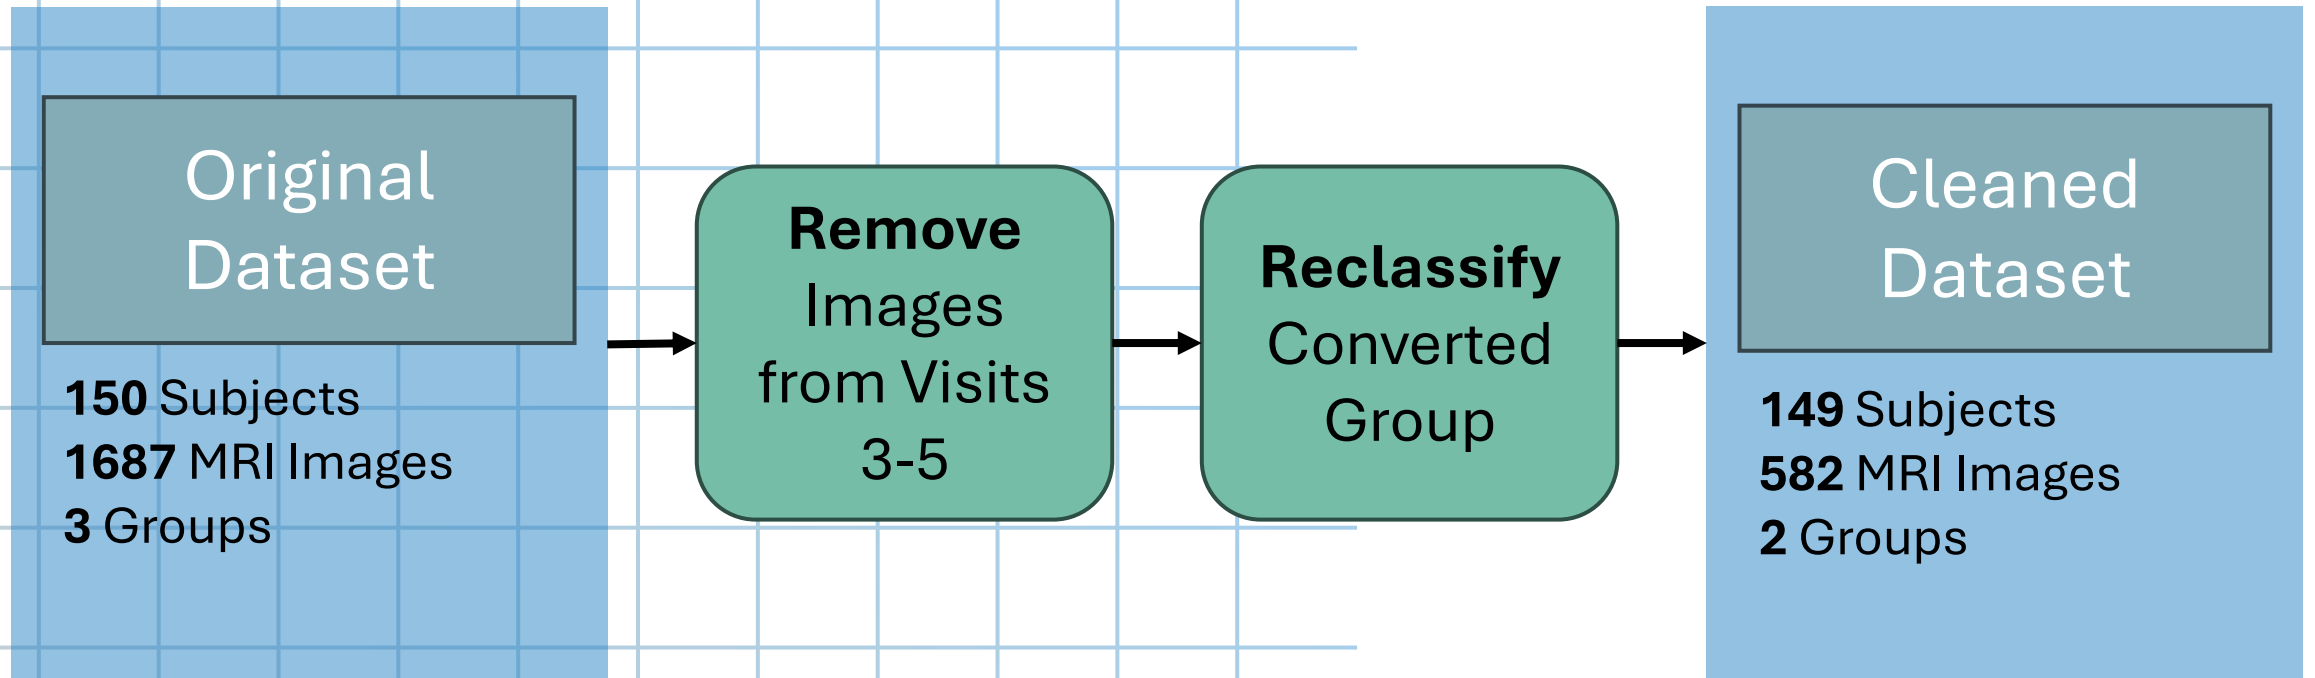 Original
Dataset
150 Subjects
1687 MRI Images
3 Groups
Remove
Images
from Visits
3-5
Reclassify
Converted
Group
Cleaned
Dataset
149 Subjects
582 MRI Images
2 Groups